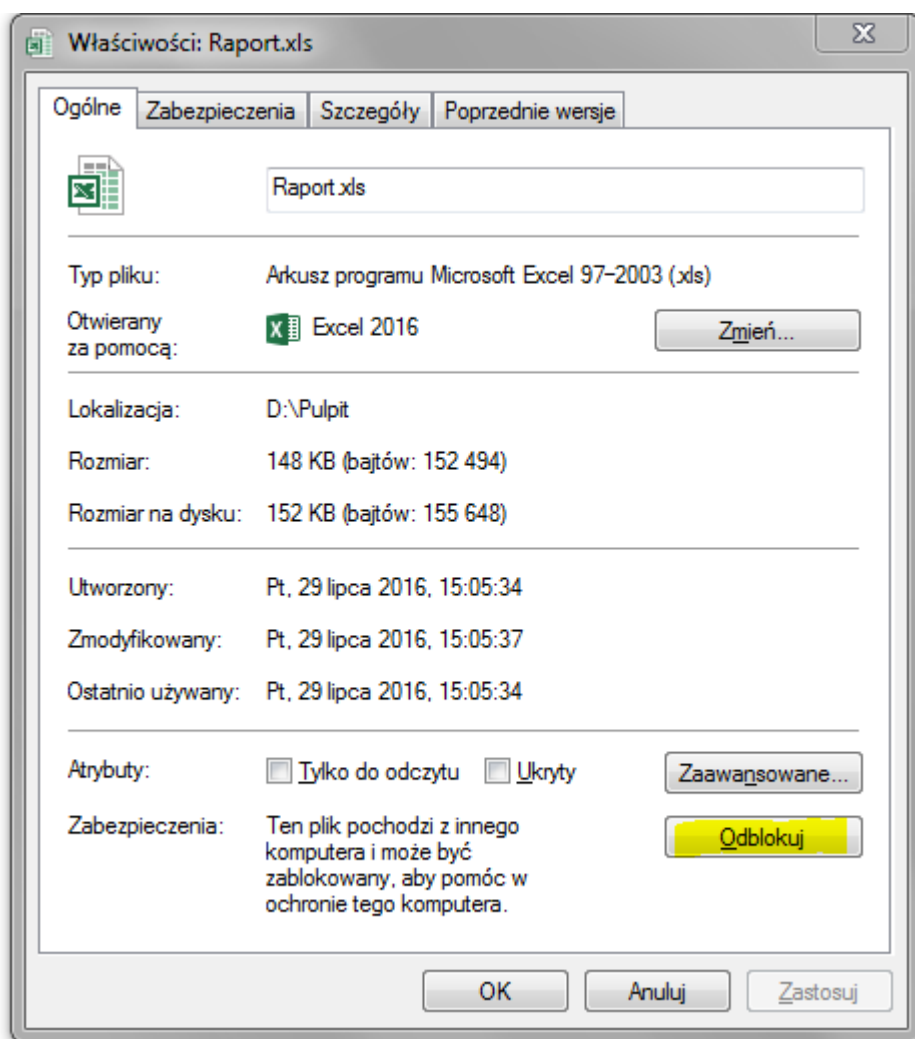 Właściwości: Raport.xls
Ogólne Zabezpieczenia Szczegóły Poprzednie wersje
Raport.xls
Typ pliku: Arkusz programu Microsoft Excel 97–2003 (.xls)
Otwierany
za pomocą: Excel 2016 Zmień...
Lokalizacja: D:\Pulpit
Rozmiar: 148 KB (bajtów: 152 494)
Rozmiar na dysku: 152 KB (bajtów: 155 648)
Utworzony: Pt, 29 lipca 2016, 15:05:34
Zmodyfikowany: Pt, 29 lipca 2016, 15:05:37
Ostatnio używany: Pt, 29 lipca 2016, 15:05:34
Atrybuty: Tylko do odczytu Ukryty Zaawansowane...
Zabezpieczenia: Ten plik pochodzi z innego
komputera i może być
zablokowany, aby pomóc w
ochronie tego komputera.
Odblokuj
OK Anuluj Zastosuj